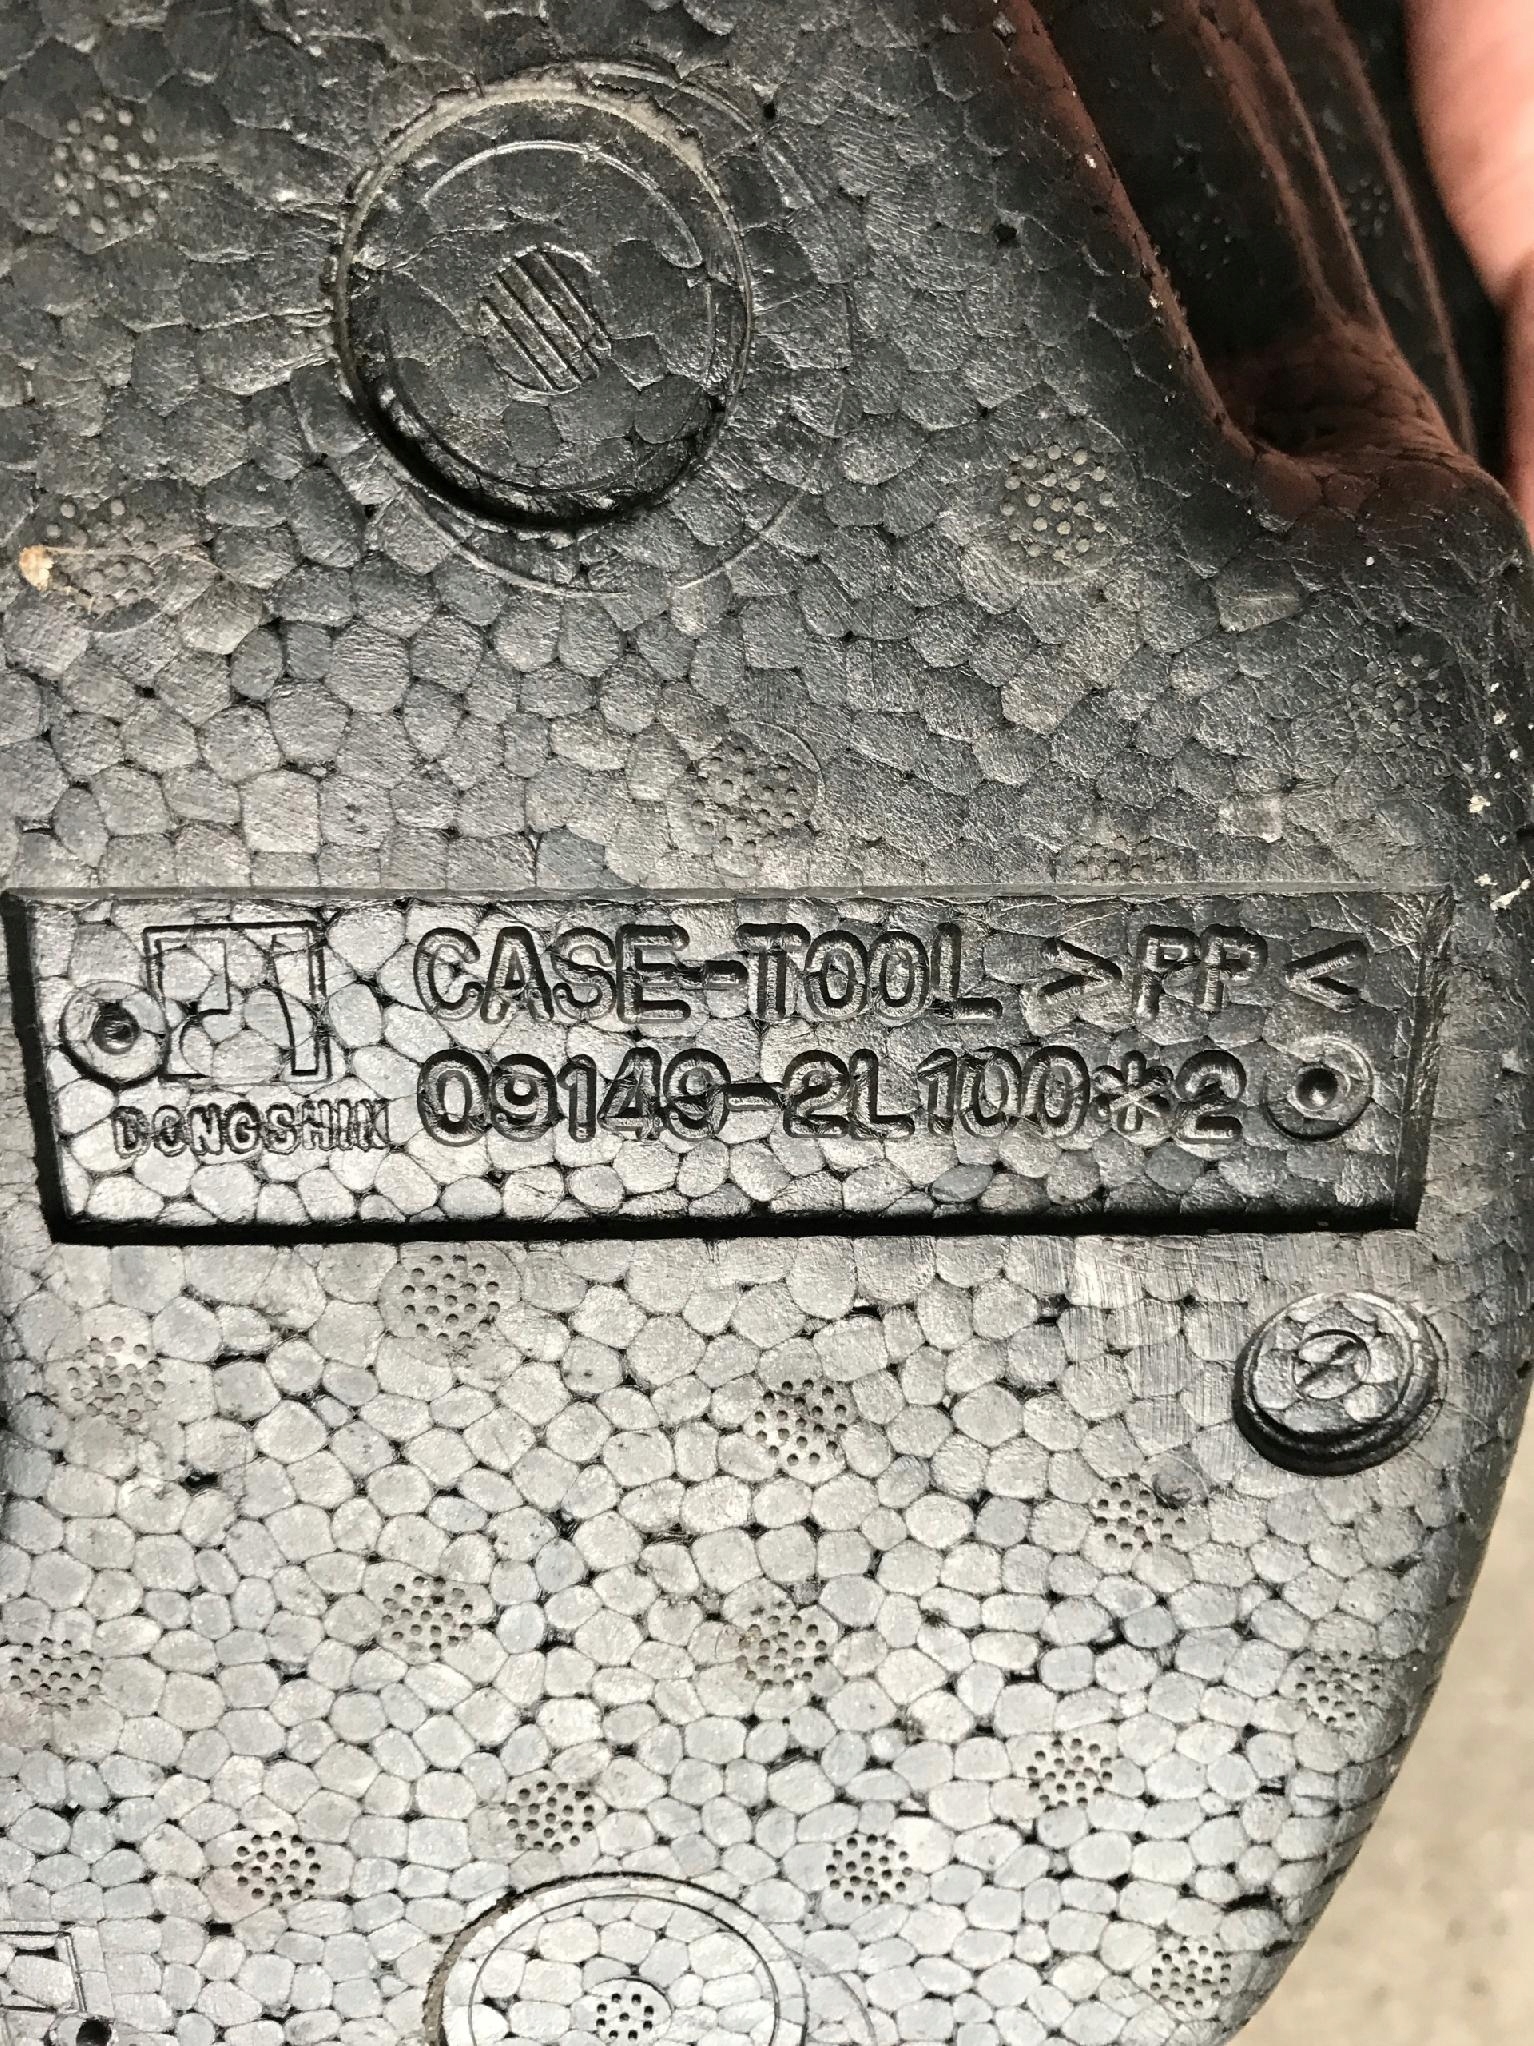 CASE-TOOL >PP<
09149-2L100*2
DONGSHIN